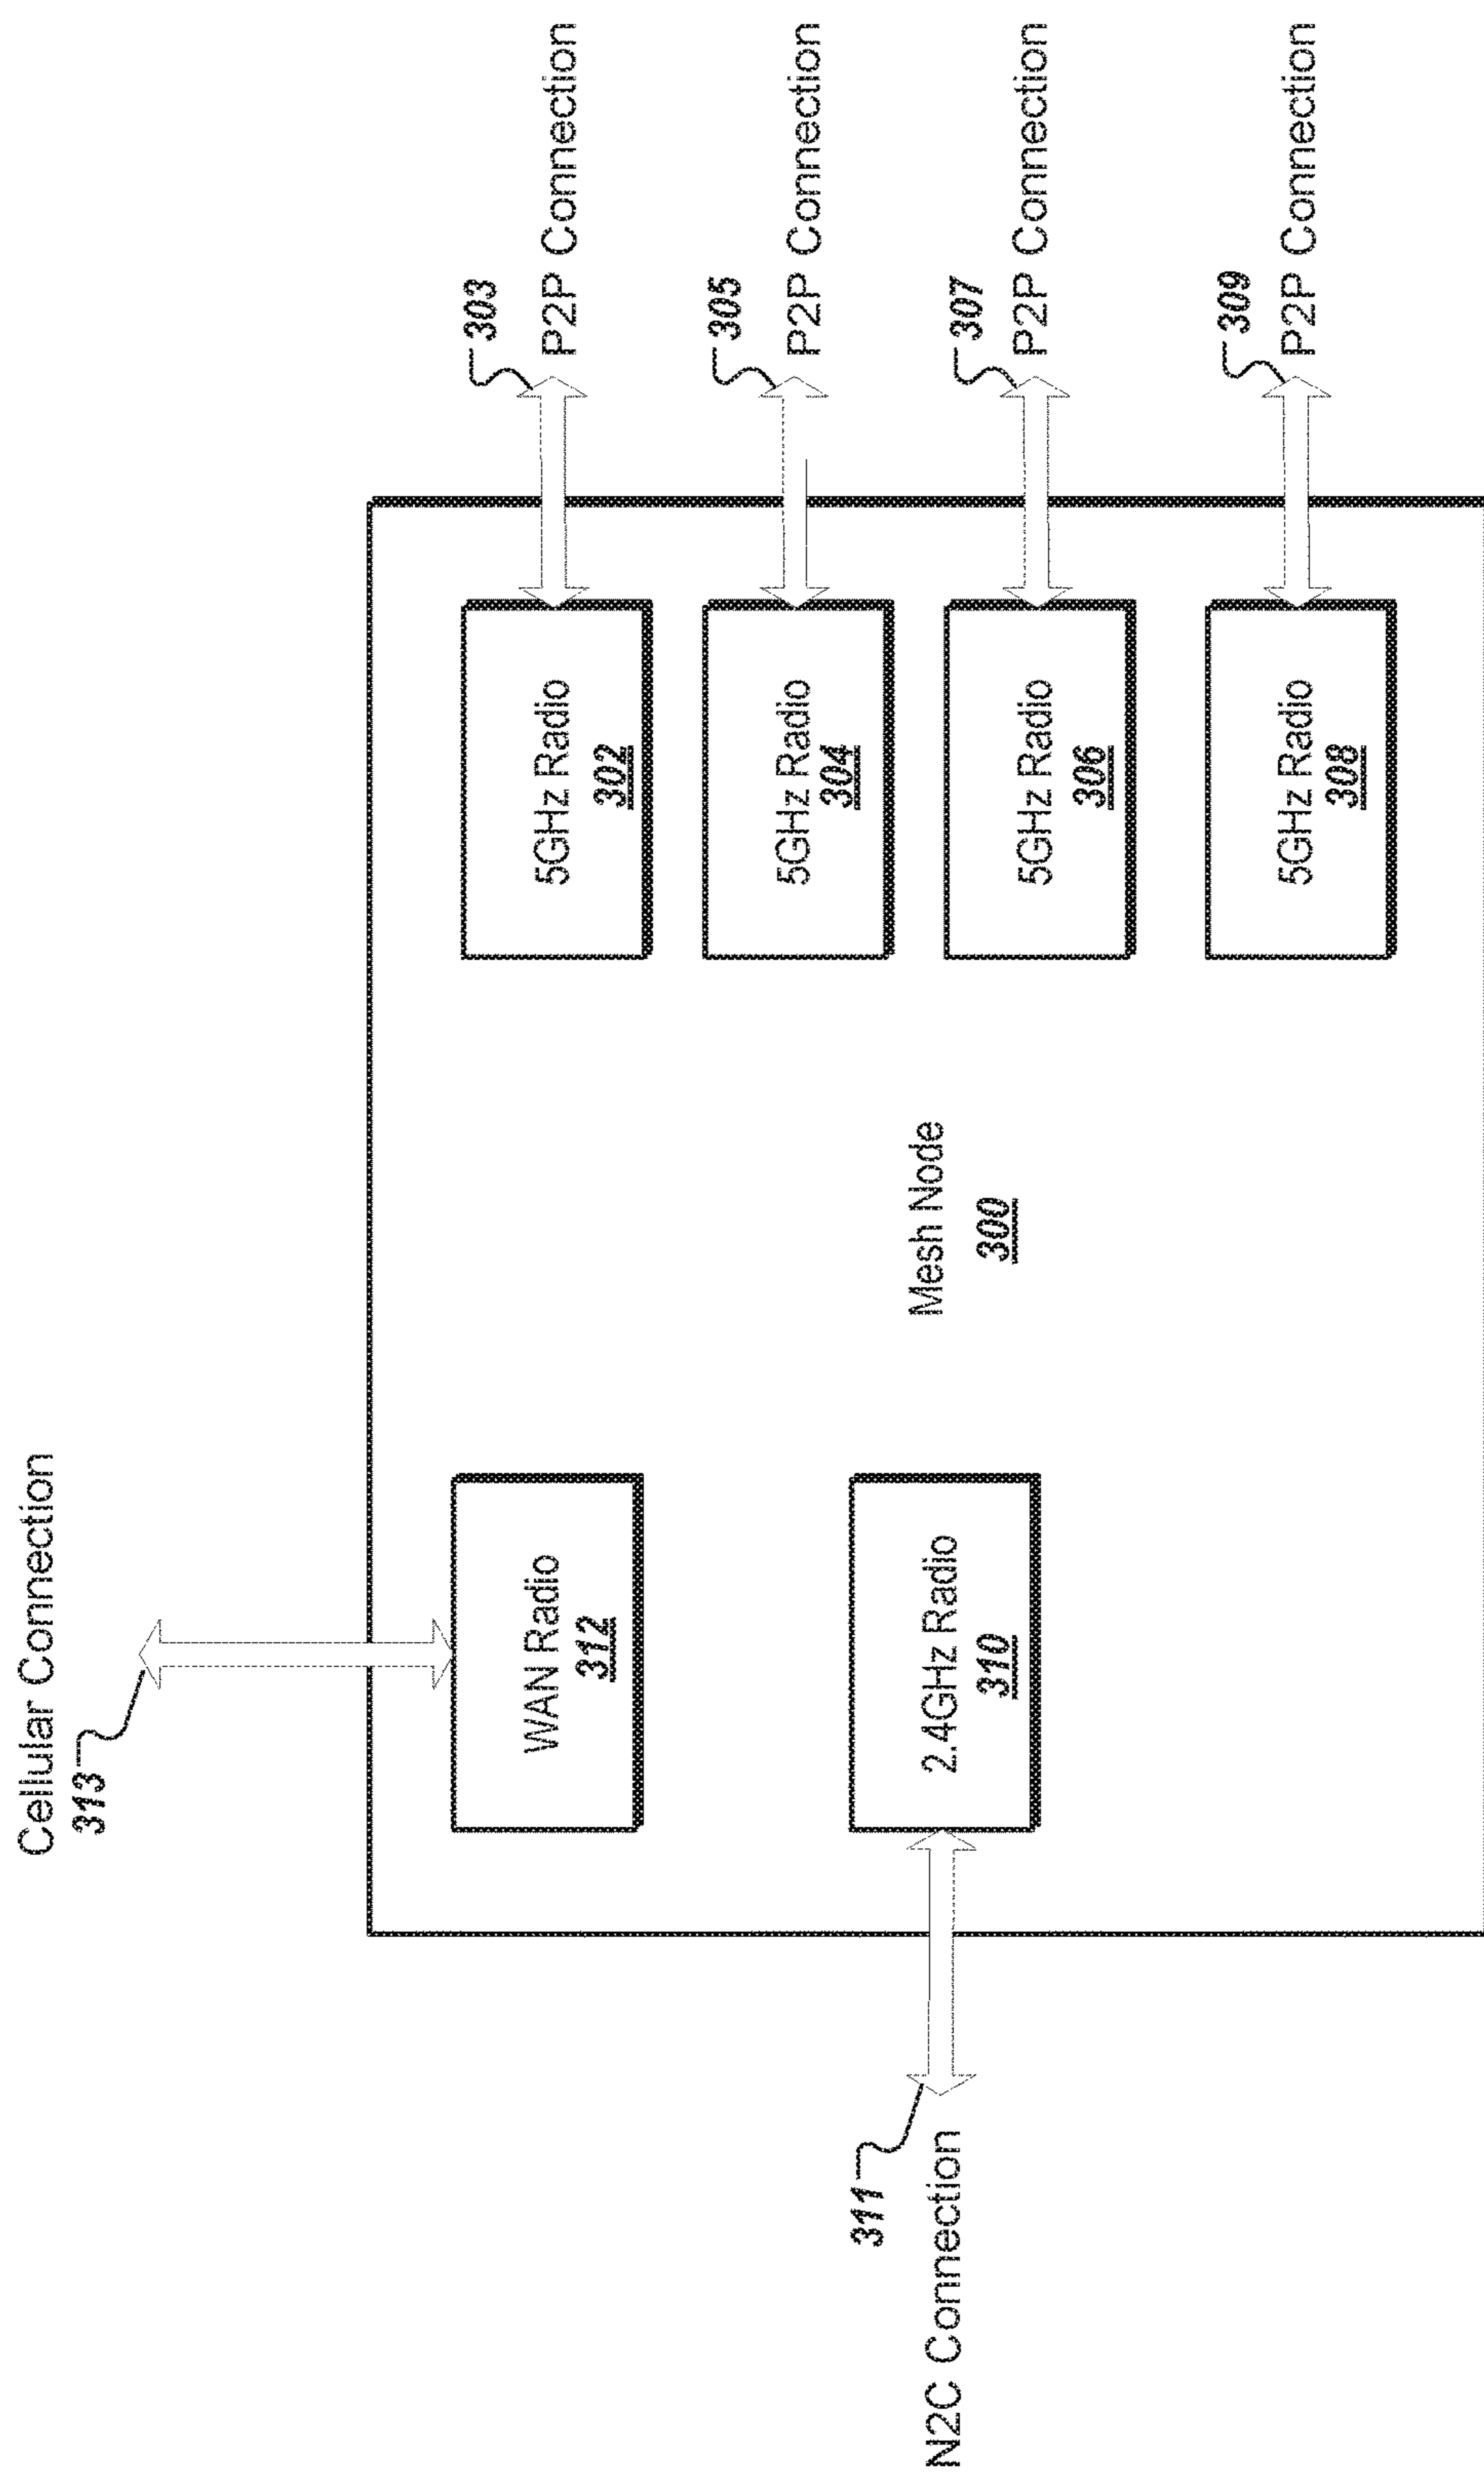 Cellular Connection
313
WAN Radio
312
5GHz Radio
302
303
P2P Connection
5GHz Radio
304
305
P2P Connection
N2C Connection
311
2.4GHz Radio
310
Mesh Node
300
5GHz Radio
306
307
P2P Connection
5GHz Radio
308
309
P2P Connection